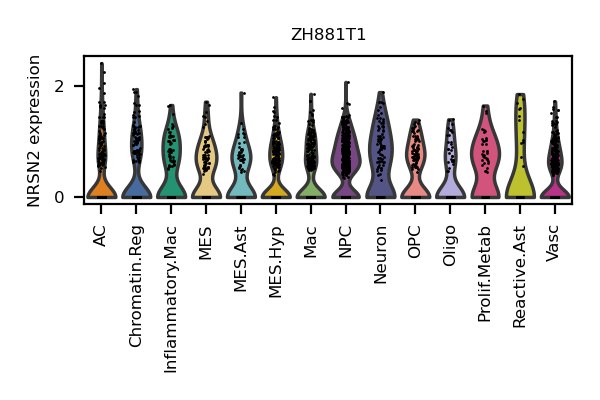 ZH881T1
NRSN2 expression
2
0
AC
Chromatin.Reg
Inflammatory.Mac
MES
MES.Ast
MES.Hyp
Mac
NPC
Neuron
OPC
Oligo
Prolif.Metab
Reactive.Ast
Vasc